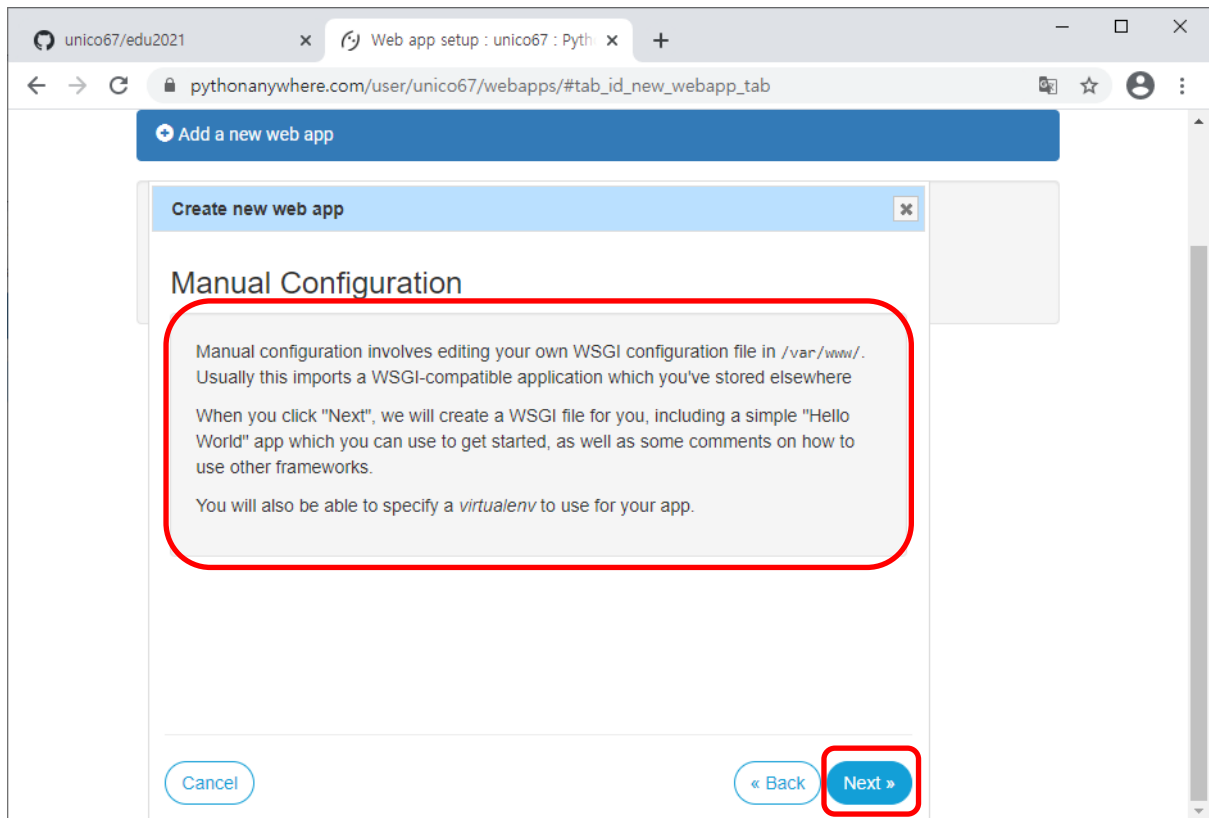 unico67/edu2021
Web app setup : unico67 : Pyth
pythonanywhere.com/user/unico67/webapps/#tab_id_new_webapp_tab
Add a new web app
Create new web app
Manual Configuration
Manual configuration involves editing your own WSGI configuration file in /var/www/.
Usually this imports a WSGI-compatible application which you've stored elsewhere
When you click "Next", we will create a WSGI file for you, including a simple "Hello
World" app which you can use to get started, as well as some comments on how to
use other frameworks.
You will also be able to specify a virtualenv to use for your app.
Cancel
« Back
Next »